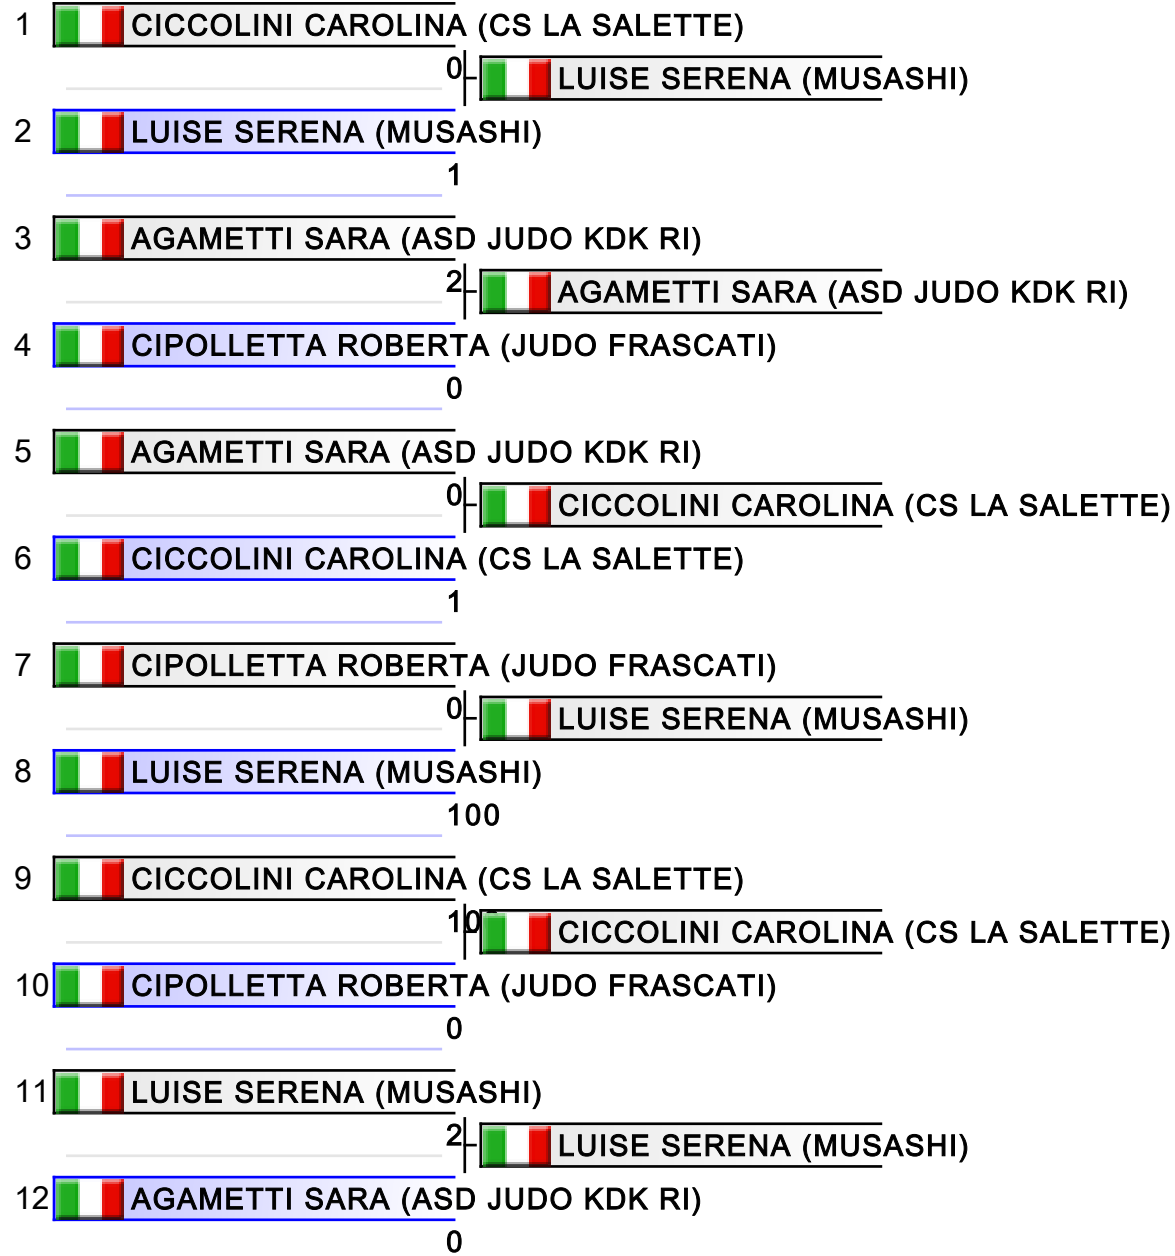 1 CICCOLINI CAROLINA (CS LA SALETTE)
0 LUISE SERENA (MUSASHI)
2 LUISE SERENA (MUSASHI)
1
3 AGAMETTI SARA (ASD JUDO KDK RI)
2 AGAMETTI SARA (ASD JUDO KDK RI)
4 CIPOLLETTA ROBERTA (JUDO FRASCATI)
0
5 AGAMETTI SARA (ASD JUDO KDK RI)
0 CICCOLINI CAROLINA (CS LA SALETTE)
6 CICCOLINI CAROLINA (CS LA SALETTE)
1
7 CIPOLLETTA ROBERTA (JUDO FRASCATI)
0 LUISE SERENA (MUSASHI)
8 LUISE SERENA (MUSASHI)
100
9 CICCOLINI CAROLINA (CS LA SALETTE)
CICCOLINI CAROLINA (CS LA SALETTE)
10 CIPOLLETTA ROBERTA (JUDO FRASCATI)
0
11 LUISE SERENA (MUSASHI)
2 LUISE SERENA (MUSASHI)
12 AGAMETTI SARA (ASD JUDO KDK RI)
0